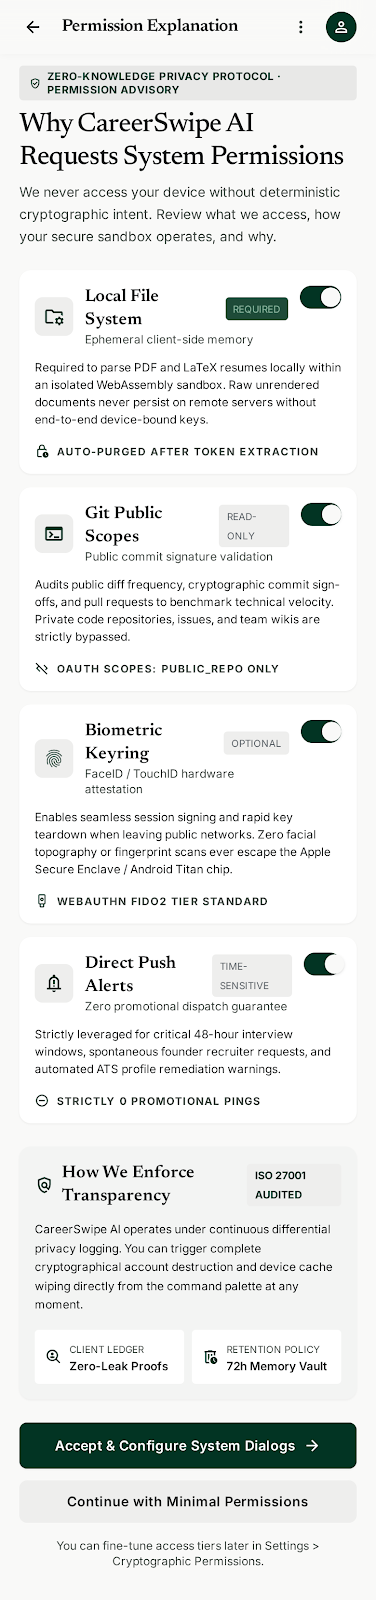 Permission Explanation
ZERO-KNOWLEDGE PRIVACY PROTOCOL ·
PERMISSION ADVISORY
Why CareerSwipe AI
Requests System Permissions
We never access your device without deterministic
cryptographic intent. Review what we access, how
your secure sandbox operates, and why.
Local File
System
REQUIRED
Ephemeral client-side memory
Required to parse PDF and LaTeX resumes locally within
an isolated WebAssembly sandbox. Raw unrendered
documents never persist on remote servers without
end-to-end device-bound keys.
AUTO-PURGED AFTER TOKEN EXTRACTION
Git Public
Scopes
READ-
ONLY
Public commit signature validation
Audits public diff frequency, cryptographic commit sign-
offs, and pull requests to benchmark technical velocity.
Private code repositories, issues, and team wikis are
strictly bypassed.
OAUTH SCOPES: PUBLIC_REPO ONLY
Biometric
Keyring
OPTIONAL
FaceID / TouchID hardware
attestation
Enables seamless session signing and rapid key
teardown when leaving public networks. Zero facial
topography or fingerprint scans ever escape the Apple
Secure Enclave / Android Titan chip.
WEBAUTHN FIDO2 TIER STANDARD
Direct Push
Alerts
TIME-
SENSITIVE
Zero promotional dispatch guarantee
Strictly leveraged for critical 48-hour interview
windows, spontaneous founder recruiter requests, and
automated ATS profile remediation warnings.
STRICTLY 0 PROMOTIONAL PINGS
How We Enforce
Transparency
ISO 27001
AUDITED
CareerSwipe AI operates under continuous differential
privacy logging. You can trigger complete
cryptographical account destruction and device cache
wiping directly from the command palette at any
moment.
CLIENT LEDGER
Zero-Leak Proofs
RETENTION POLICY
72h Memory Vault
Accept & Configure System Dialogs
Continue with Minimal Permissions
You can fine-tune access tiers later in Settings >
Cryptographic Permissions.